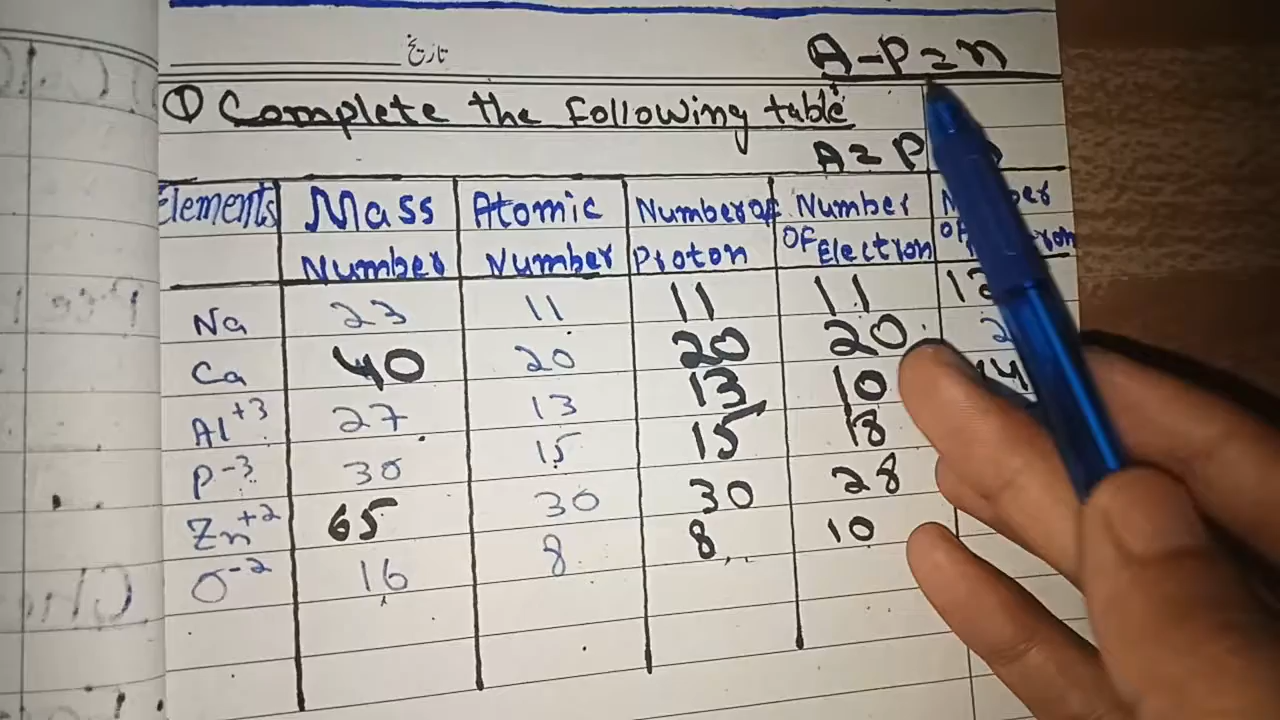 تاریخ
A-P=n
① Complete the Following table
A = P
Elements Mass Number Atomic Number Number of Proton Number OF Electron
Na 23 11 11 11
Ca 40 20 20 20
Al+3 27 13 13 10 14
P-3 30 15 15 18
Zn+2 65 30 30 28
O-2 16 8 8 10